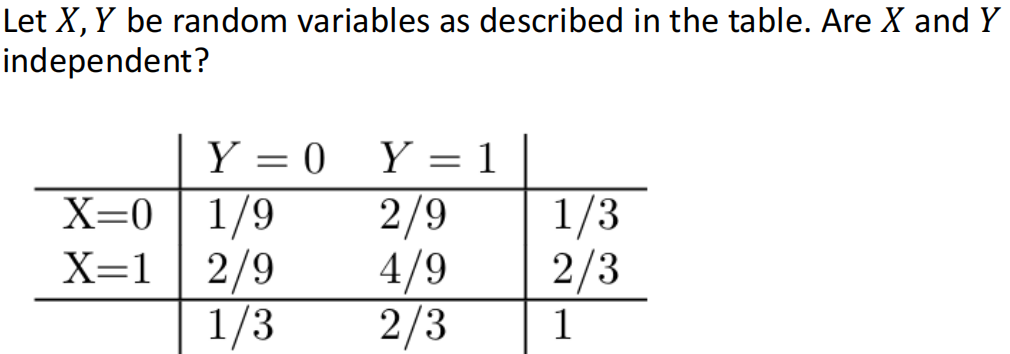 Let X, Y be random variables as described in the table. Are X and Y
independent?
Y = 0 Y = 1
X=0 1/9 2/9 1/3
X=1 2/9 4/9 2/3
1/3 2/3 1